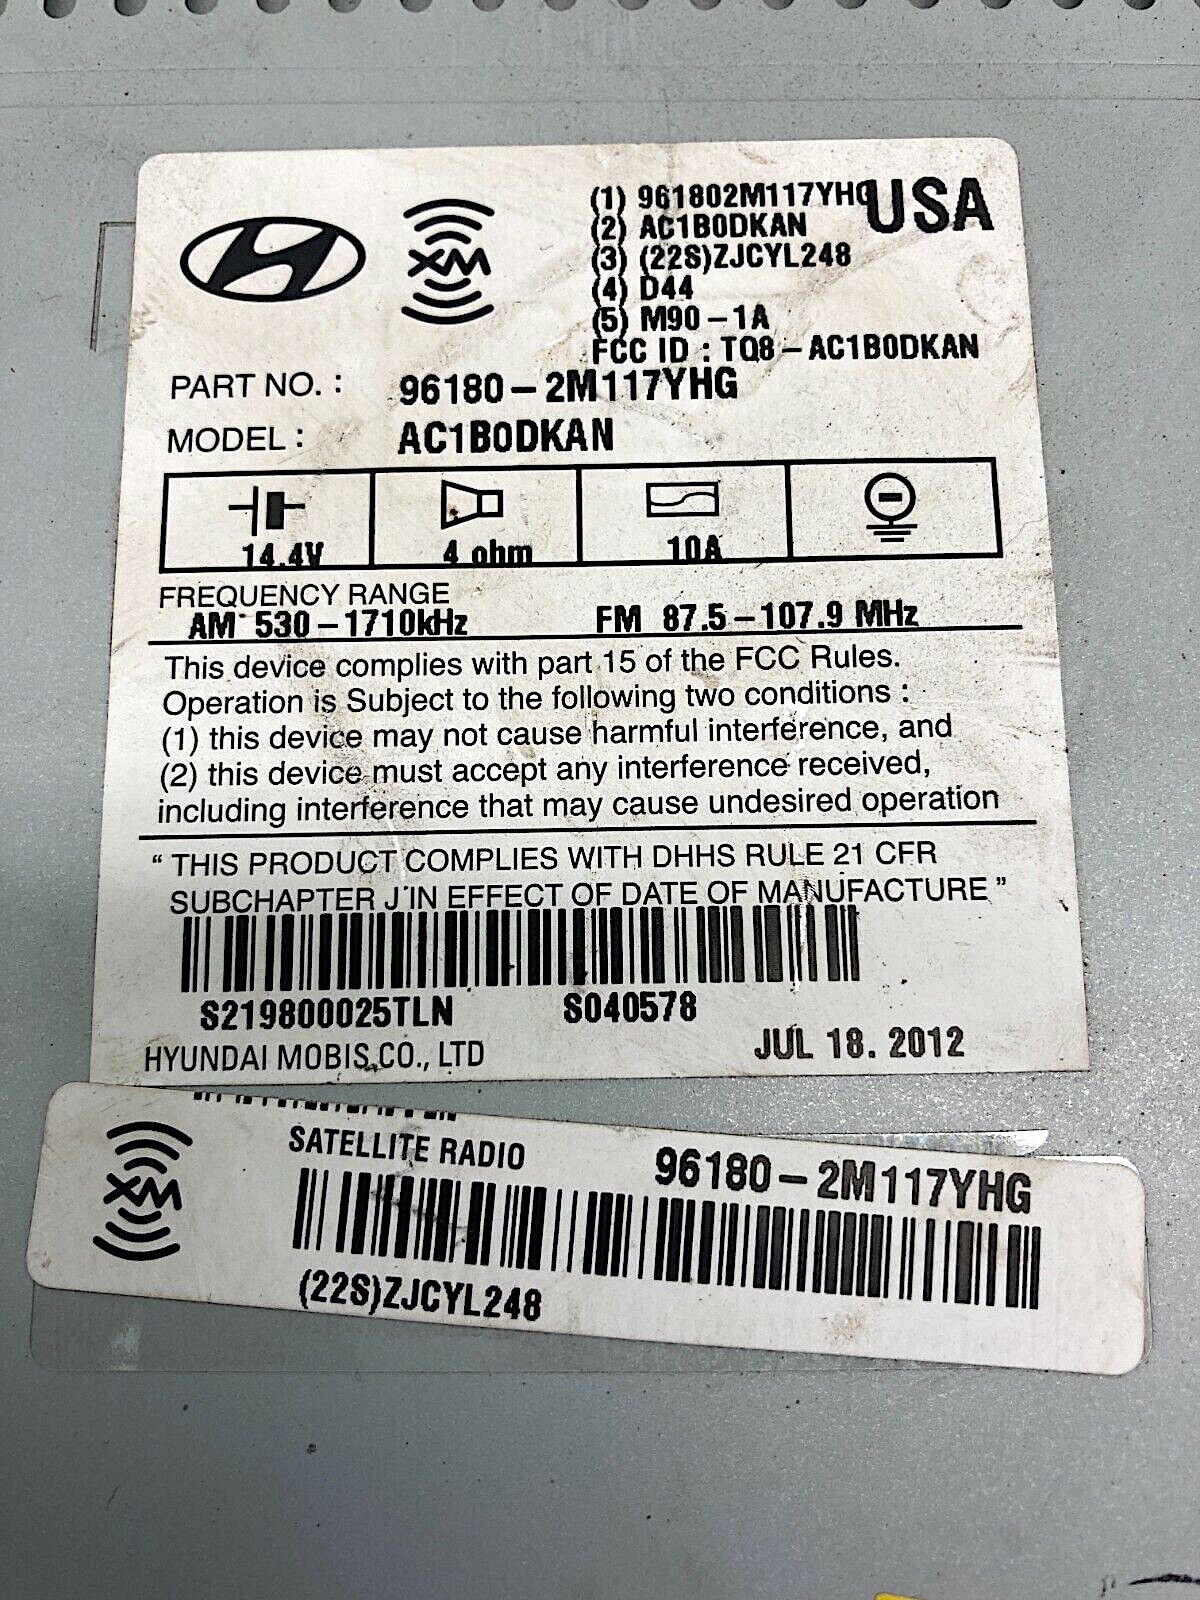 XM
(1) 961802M117YHG USA
(2) AC1B0DKAN
(3) (22S)ZJCYL248
(4) D44
(5) M90-1A
FCC ID : TQ8-AC1B0DKAN
PART NO. : 96180-2M117YHG
MODEL : AC1B0DKAN
14.4V 4 ohm 10A
FREQUENCY RANGE
AM 530-1710kHz FM 87.5-107.9 MHz
This device complies with part 15 of the FCC Rules.
Operation is Subject to the following two conditions :
(1) this device may not cause harmful interference, and
(2) this device must accept any interference received,
including interference that may cause undesired operation
“ THIS PRODUCT COMPLIES WITH DHHS RULE 21 CFR
SUBCHAPTER J'IN EFFECT OF DATE OF MANUFACTURE ”
S219800025TLN S040578
HYUNDAI MOBIS.CO., LTD JUL 18. 2012
XM
SATELLITE RADIO 96180-2M117YHG
(22S)ZJCYL248